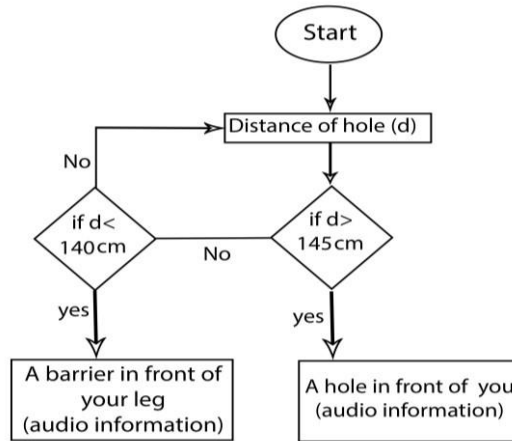 Start
Distance of hole (d)
No
if d<
140cm
No
if d>
145cm
yes
yes
A barrier in front of
your leg
(audio information)
A hole in front of you
(audio information)